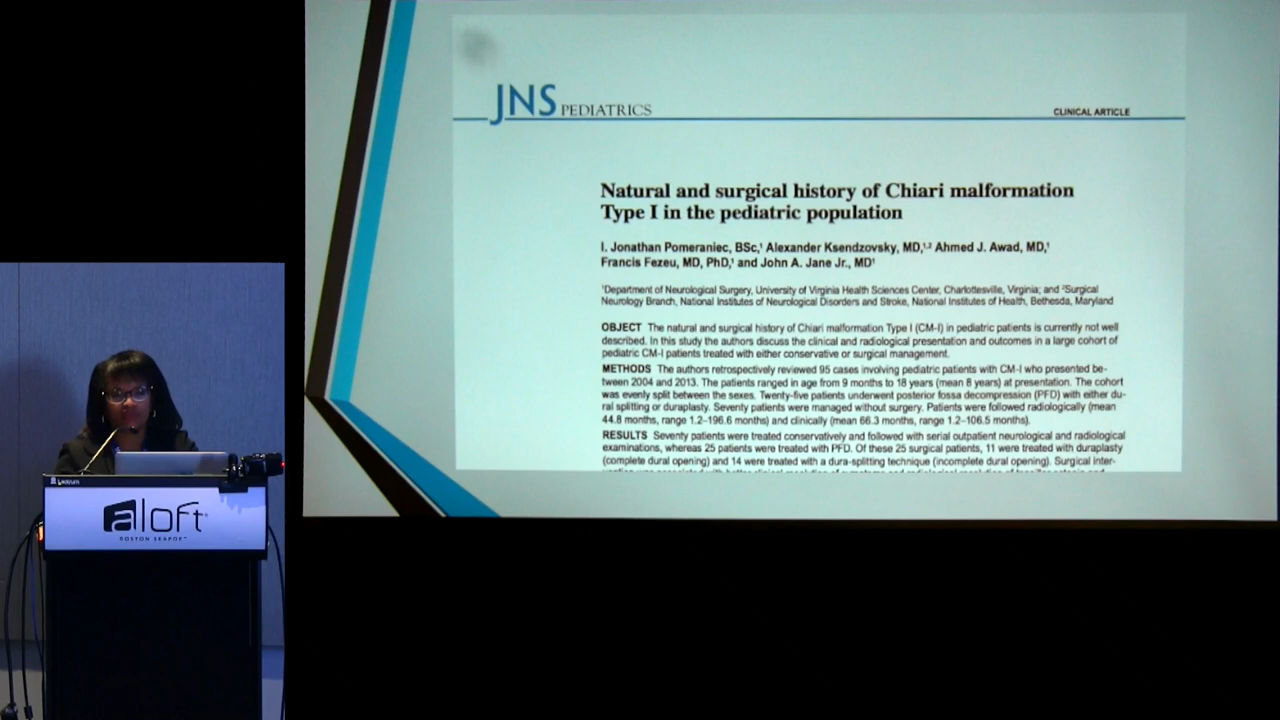 JNS PEDIATRICS
CLINICAL ARTICLE
Natural and surgical history of Chiari malformation
Type I in the pediatric population
I. Jonathan Pomeraniec, BSc,¹ Alexander Ksendzovsky, MD,¹,² Ahmed J. Awad, MD,¹
Francis Fezeu, MD, PhD,¹ and John A. Jane Jr., MD¹
¹Department of Neurological Surgery, University of Virginia Health Sciences Center, Charlottesville, Virginia; and ²Surgical
Neurology Branch, National Institutes of Neurological Disorders and Stroke, National Institutes of Health, Bethesda, Maryland
OBJECT The natural and surgical history of Chiari malformation Type I (CM-I) in pediatric patients is currently not well
described. In this study the authors discuss the clinical and radiological presentation and outcomes in a large cohort of
pediatric CM-I patients treated with either conservative or surgical management.
METHODS The authors retrospectively reviewed 95 cases involving pediatric patients with CM-I who presented be-
tween 2004 and 2013. The patients ranged in age from 9 months to 18 years (mean 8 years) at presentation. The cohort
was evenly split between the sexes. Twenty-five patients underwent posterior fossa decompression (PFD) with either du-
ral splitting or duraplasty. Seventy patients were managed without surgery. Patients were followed radiologically (mean
44.8 months, range 1.2–196.6 months) and clinically (mean 66.3 months, range 1.2–106.5 months).
RESULTS Seventy patients were treated conservatively and followed with serial outpatient neurological and radiological
examinations, whereas 25 patients were treated with PFD. Of these 25 surgical patients, 11 were treated with duraplasty
(complete dural opening) and 14 were treated with a dura-splitting technique (incomplete dural opening). Surgical inter-
aloft